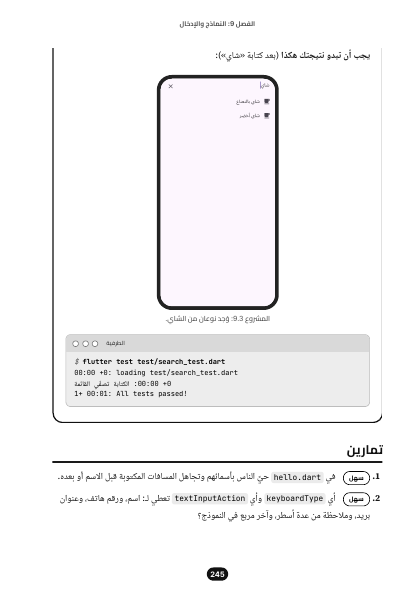 الفصل 9: النماذج والإدخال
يجب أن تبدو نتيجتك هكذا (بعد كتابة «شاي»):
شاي
شاي بالنعناع
شاي أخضر
المشروع 9.3: وُجد نوعان من الشاي.
الطرفية
$ flutter test test/search_test.dart
00:00 +0: loading test/search_test.dart
00:00 +0: الكتابة تصفّي القائمة
00:01 +1: All tests passed!
تمارين
1. سهل في hello.dart حيّ الناس بأسمائهم وتجاهل المسافات المكتوبة قبل الاسم أو بعده.
2. سهل أي keyboardType وأي textInputAction تعطي لـ: اسم، ورقم هاتف، وعنوان
بريد، وملاحظة من عدة أسطر، وآخر مربع في النموذج؟
245